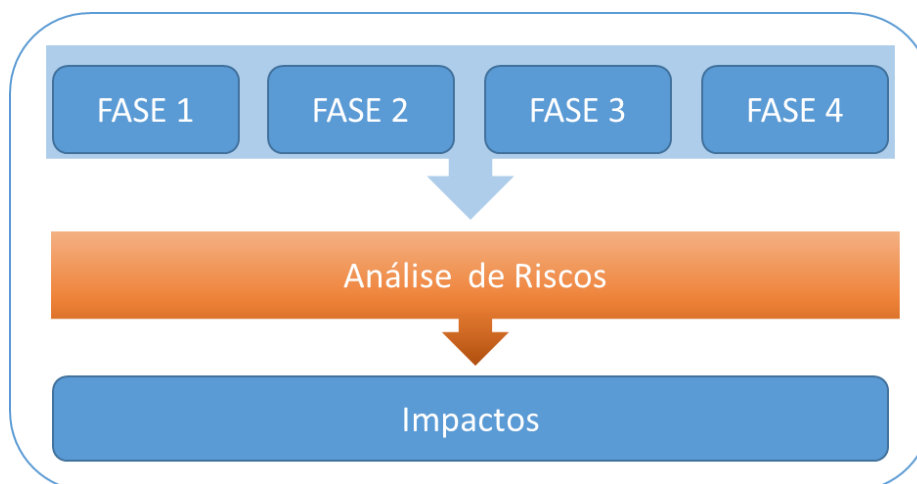 FASE 1
FASE 2
FASE 3
FASE 4
Análise de Riscos
Impactos